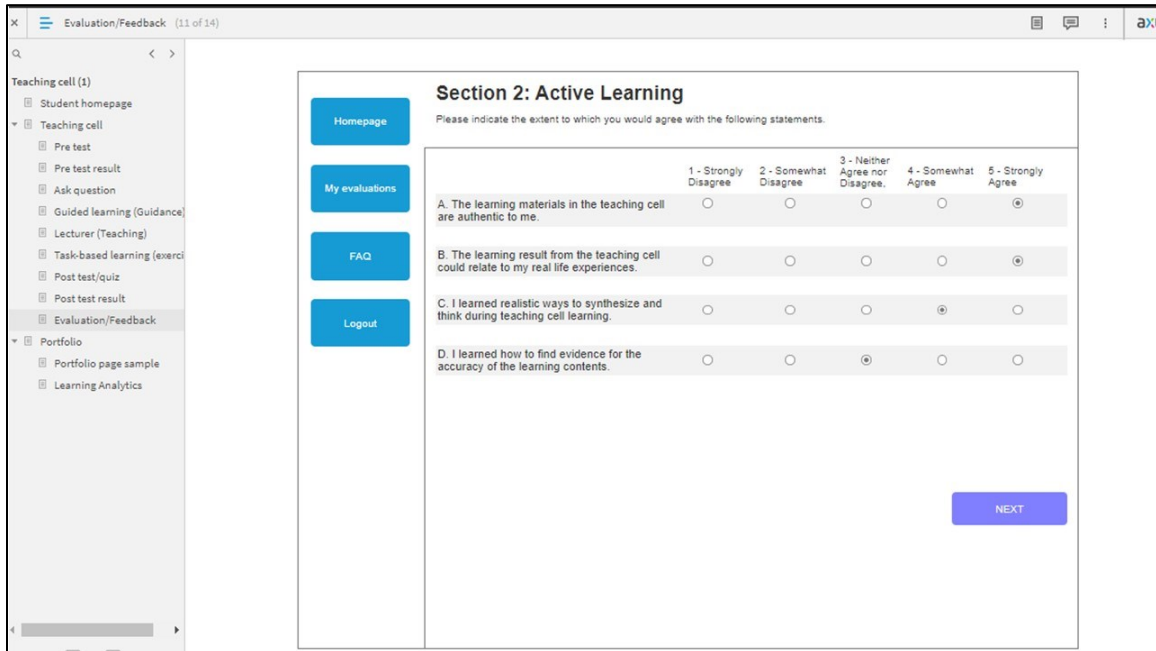 Evaluation/Feedback (11 of 14)
Teaching cell (1)
Student homepage
Teaching cell
Pre test
Pre test result
Ask question
Guided learning (Guidance)
Lecturer (Teaching)
Task-based learning (exerci
Post test/quiz
Post test result
Evaluation/Feedback
Portfolio
Portfolio page sample
Learning Analytics
Homepage
My evaluations
FAQ
Logout
Section 2: Active Learning
Please indicate the extent to which you would agree with the following statements.
1 - Strongly Disagree
2 - Somewhat Disagree
3 - Neither Agree nor Disagree.
4 - Somewhat Agree
5 - Strongly Agree
A. The learning materials in the teaching cell
are authentic to me.
B. The learning result from the teaching cell
could relate to my real life experiences.
C. I learned realistic ways to synthesize and
think during teaching cell learning.
D. I learned how to find evidence for the
accuracy of the learning contents.
NEXT